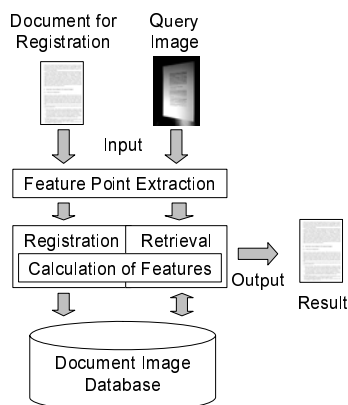 Document for
Registration
Query
Image
Input
Feature Point Extraction
Registration
Retrieval
Calculation of Features
Output
Result
Document Image
Database